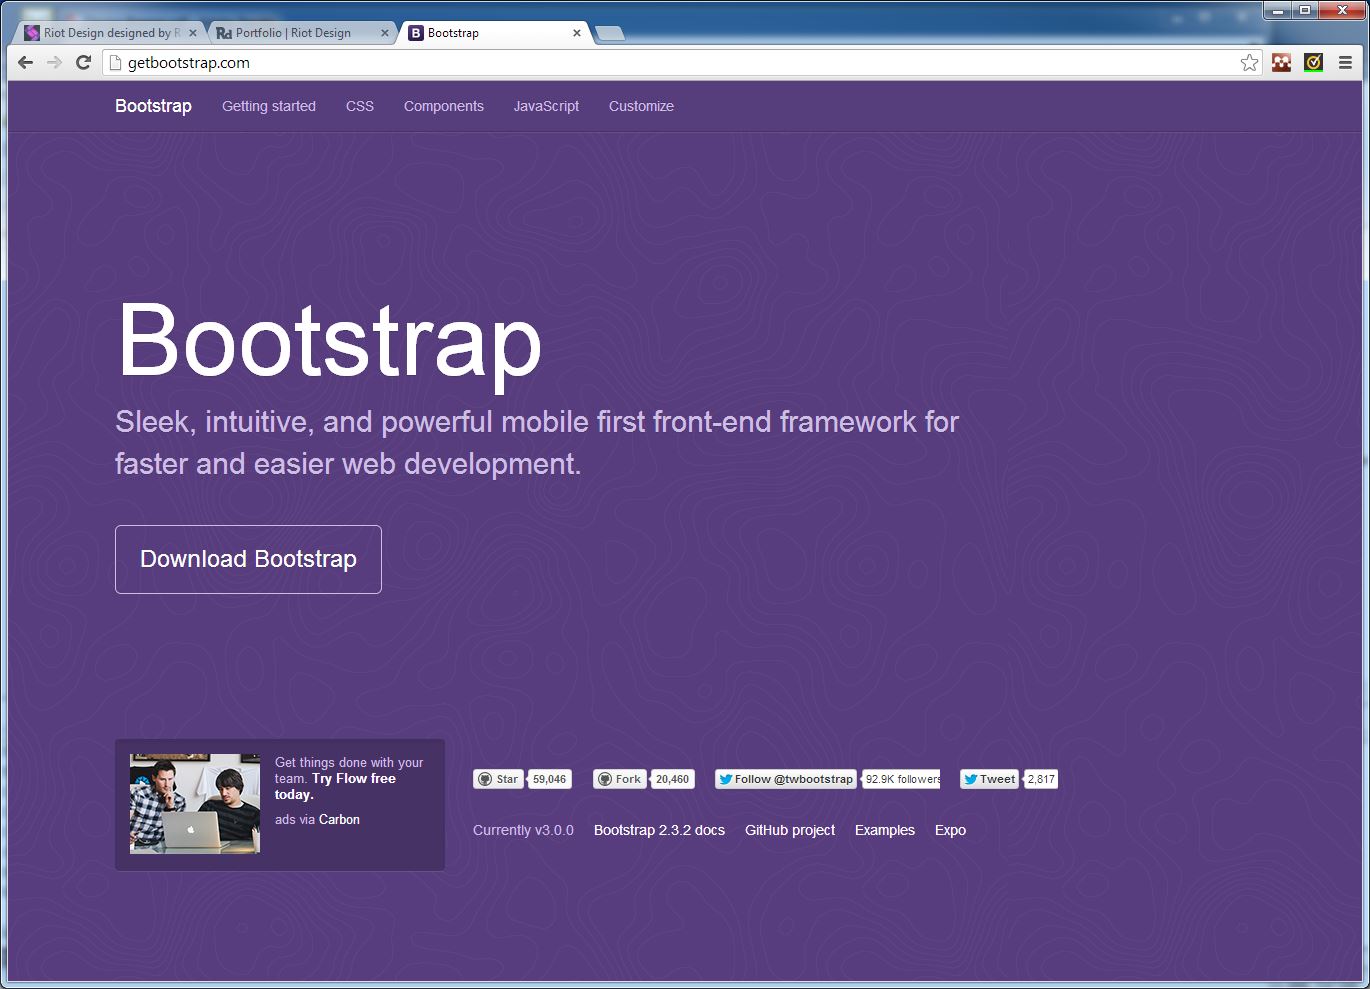 Riot Design designed by R
Rd Portfolio | Riot Design
B Bootstrap
getbootstrap.com
Bootstrap Getting started CSS Components JavaScript Customize
Bootstrap
Sleek, intuitive, and powerful mobile first front-end framework for
faster and easier web development.
Download Bootstrap
Get things done with your
team. Try Flow free
today.
ads via Carbon
Star 59,046 Fork 20,460 Follow @twbootstrap 92.9K followers Tweet 2,817
Currently v3.0.0 Bootstrap 2.3.2 docs GitHub project Examples Expo